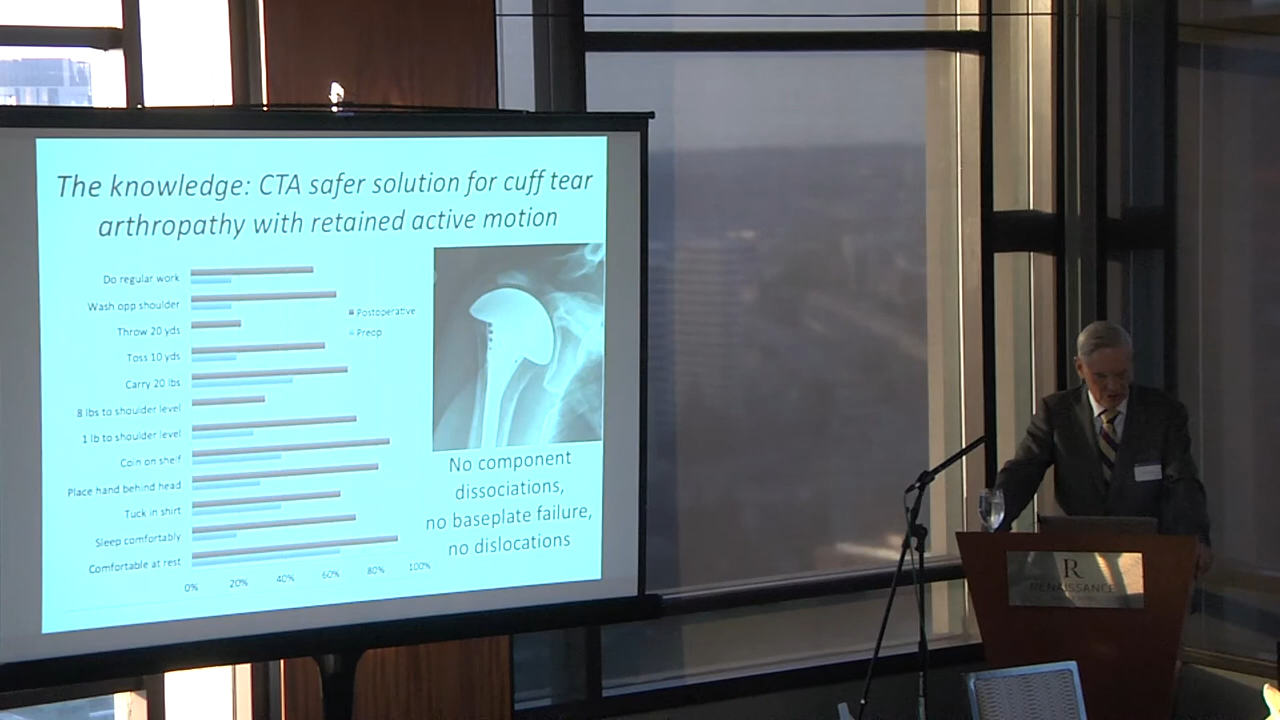 The knowledge: CTA safer solution for cuff tear
arthropathy with retained active motion
Do regular work
Wash opp shoulder
Throw 20 yds
Toss 10 yds
Carry 20 lbs
8 lbs to shoulder level
1 lb to shoulder level
Coin on shelf
Place hand behind head
Tuck in shirt
Sleep comfortably
Comfortable at rest
0% 20% 40% 60% 80% 100%
Postoperative
Preop
No component
dissociations,
no baseplate failure,
no dislocations
R
RENAISSANCE